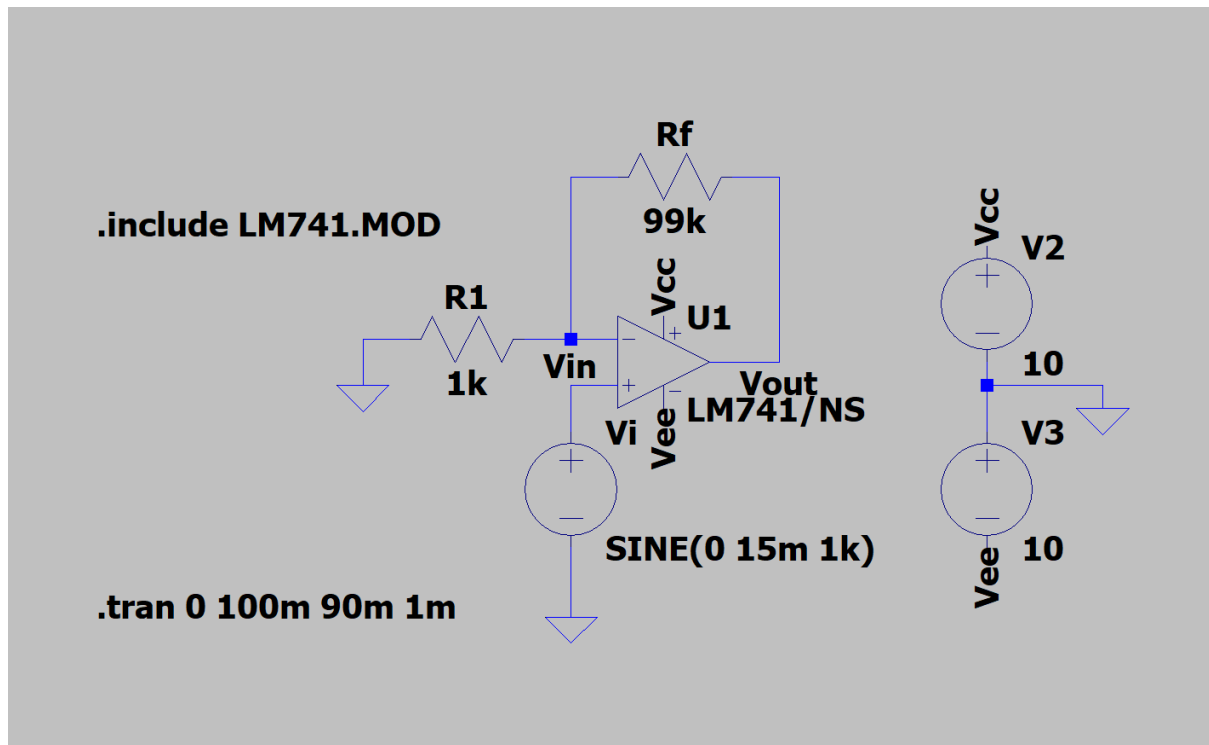 Rf
99k
.include LM741.MOD
Vcc
Vcc
V2
R1
U1
+
+
1k
Vin
−
+
−
−
10
Vout
LM741/NS
Vi
Vee
V3
+
+
−
−
SINE(0 15m 1k)
10
Vee
.tran 0 100m 90m 1m